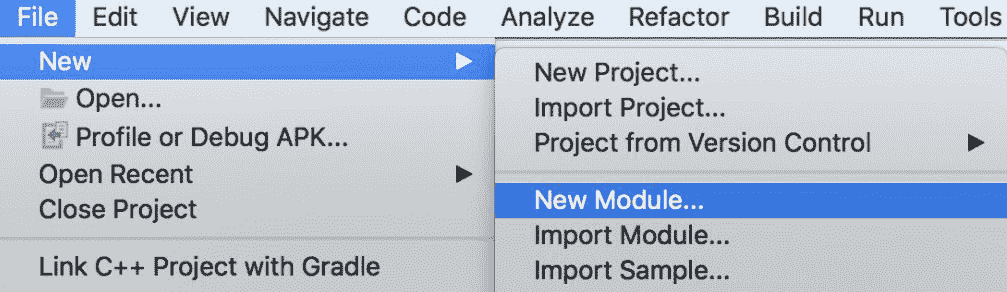 File Edit View Navigate Code Analyze Refactor Build Run Tools
New
Open...
Profile or Debug APK...
Open Recent
Close Project
Link C++ Project with Gradle
New Project...
Import Project...
Project from Version Control
New Module...
Import Module...
Import Sample...